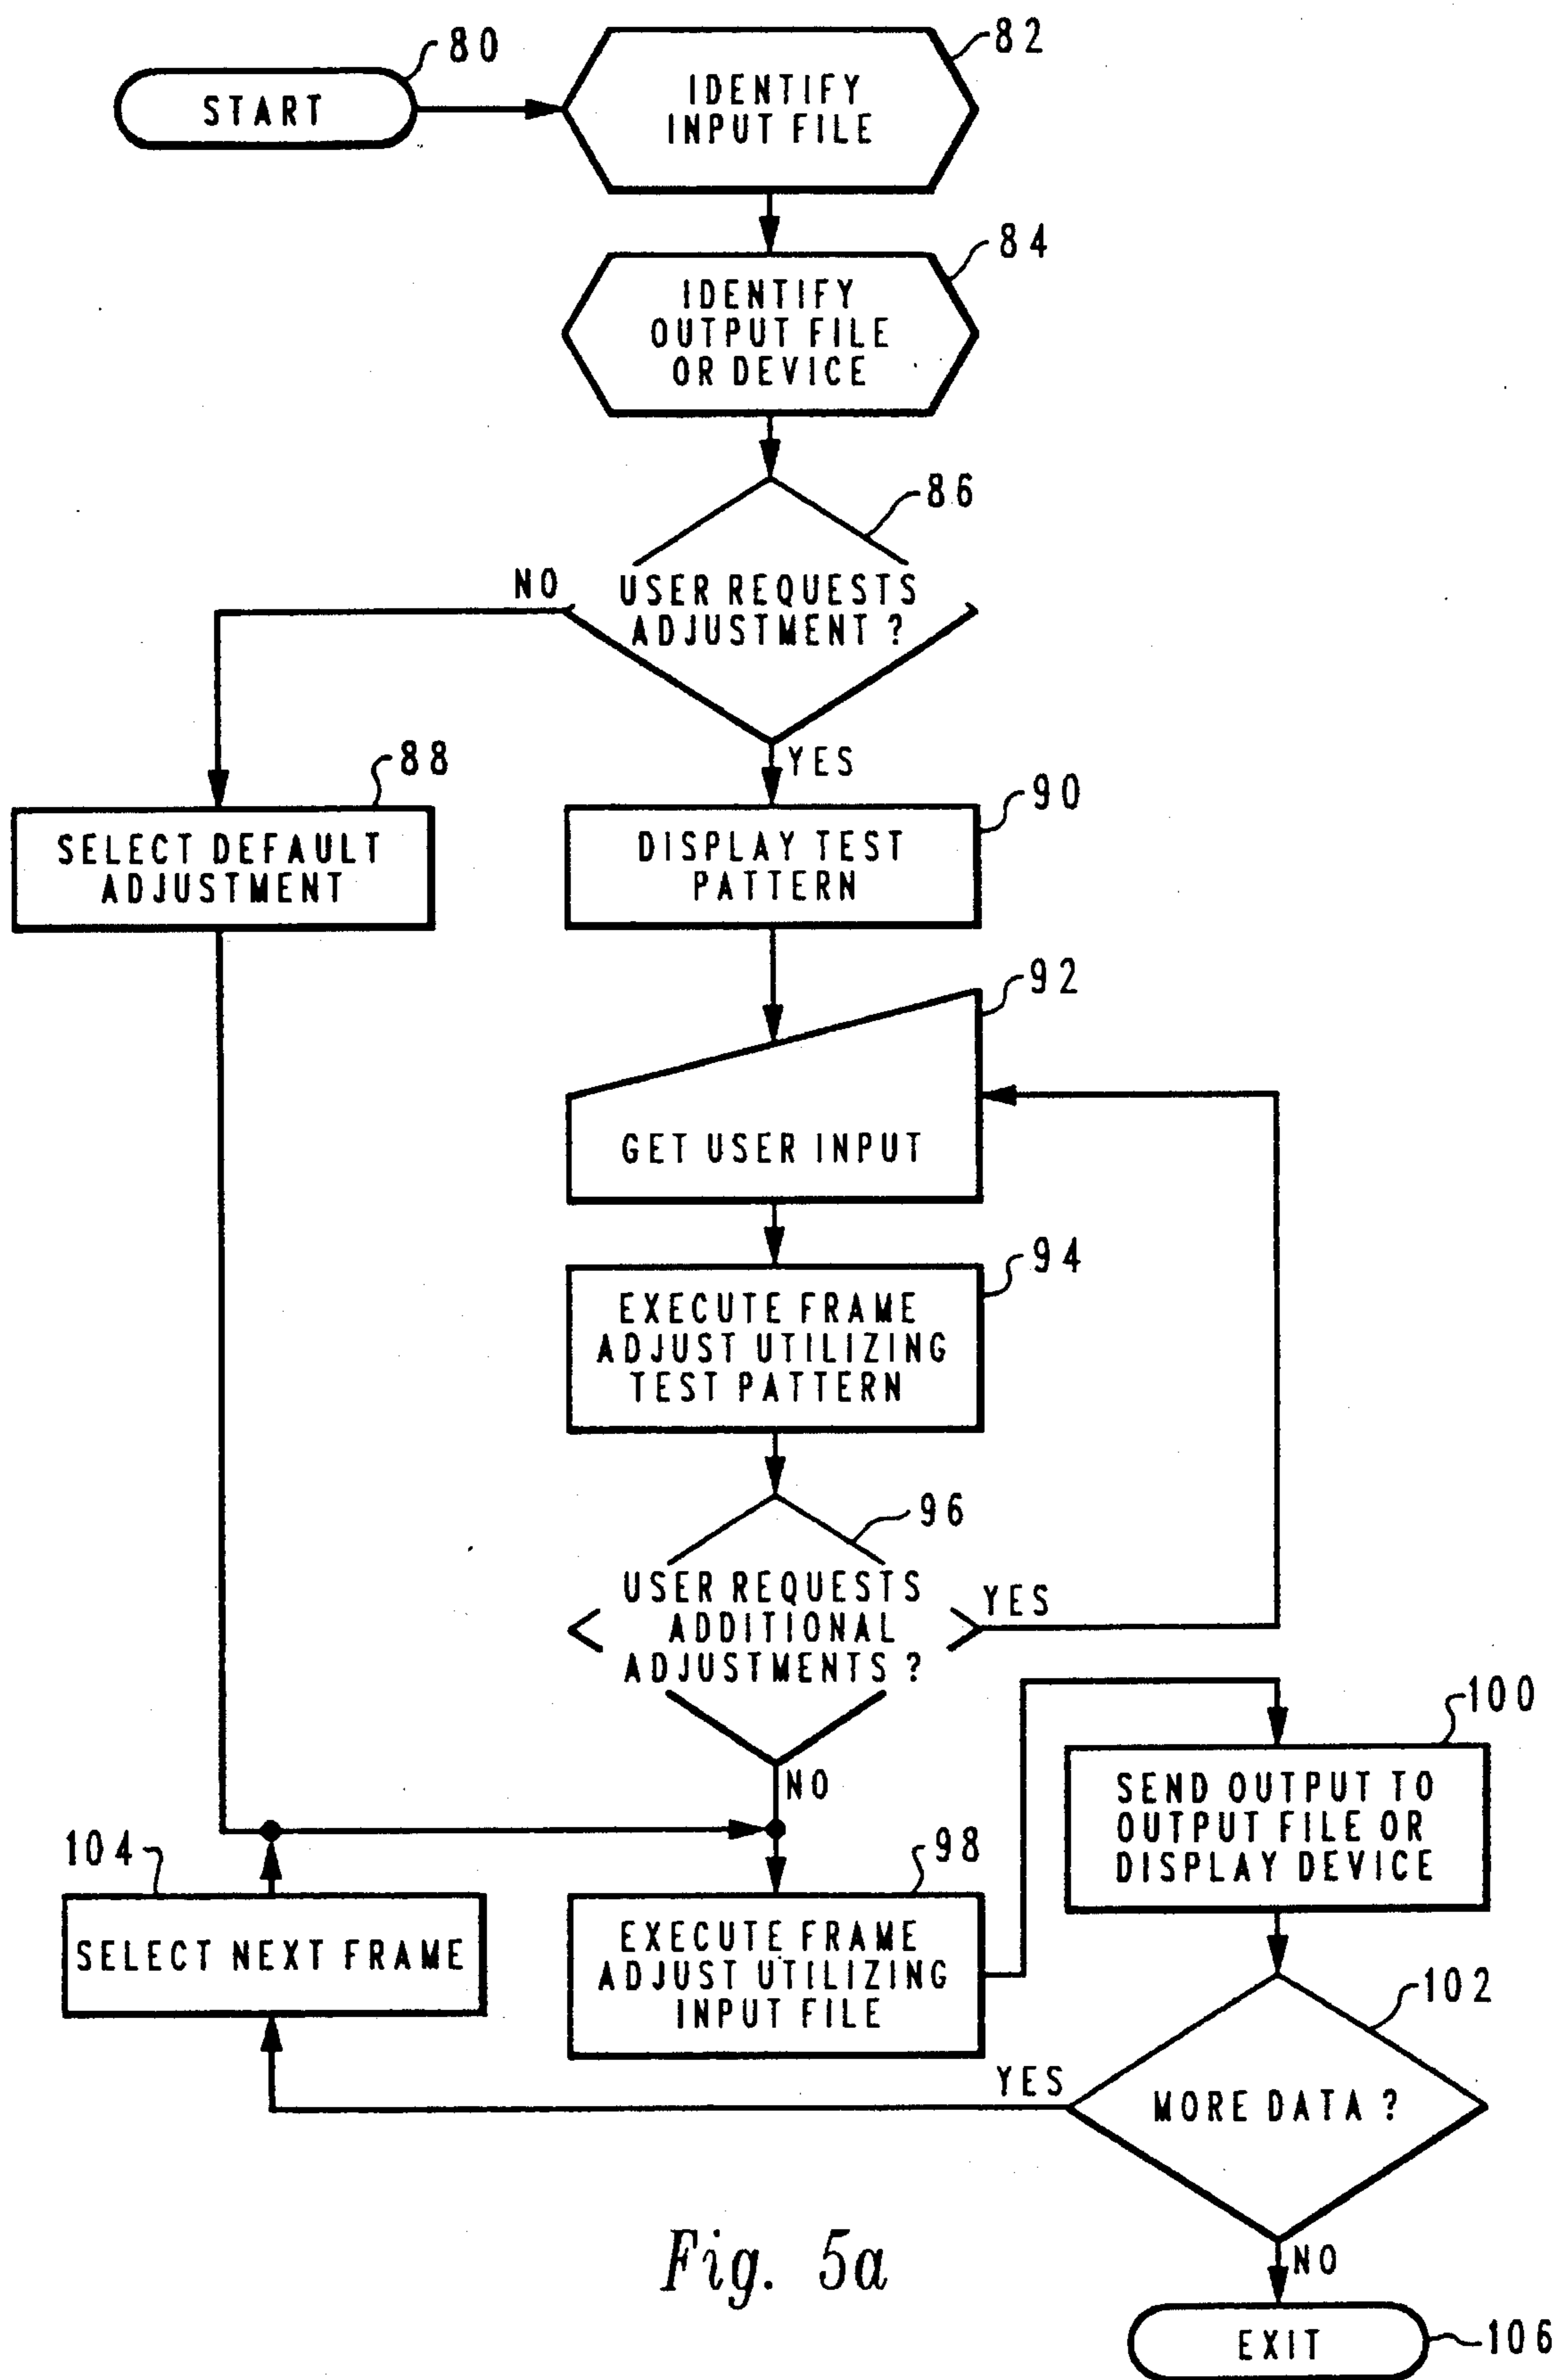 80
START
82
IDENTIFY
INPUT FILE
84
IDENTIFY
OUTPUT FILE
OR DEVICE
86
USER REQUESTS
ADJUSTMENT ?
NO
YES
88
SELECT DEFAULT
ADJUSTMENT
90
DISPLAY TEST
PATTERN
92
GET USER INPUT
94
EXECUTE FRAME
ADJUST UTILIZING
TEST PATTERN
96
USER REQUESTS
ADDITIONAL
ADJUSTMENTS ?
YES
NO
98
EXECUTE FRAME
ADJUST UTILIZING
INPUT FILE
100
SEND OUTPUT TO
OUTPUT FILE OR
DISPLAY DEVICE
102
MORE DATA ?
YES
104
SELECT NEXT FRAME
NO
EXIT
106
Fig. 5a